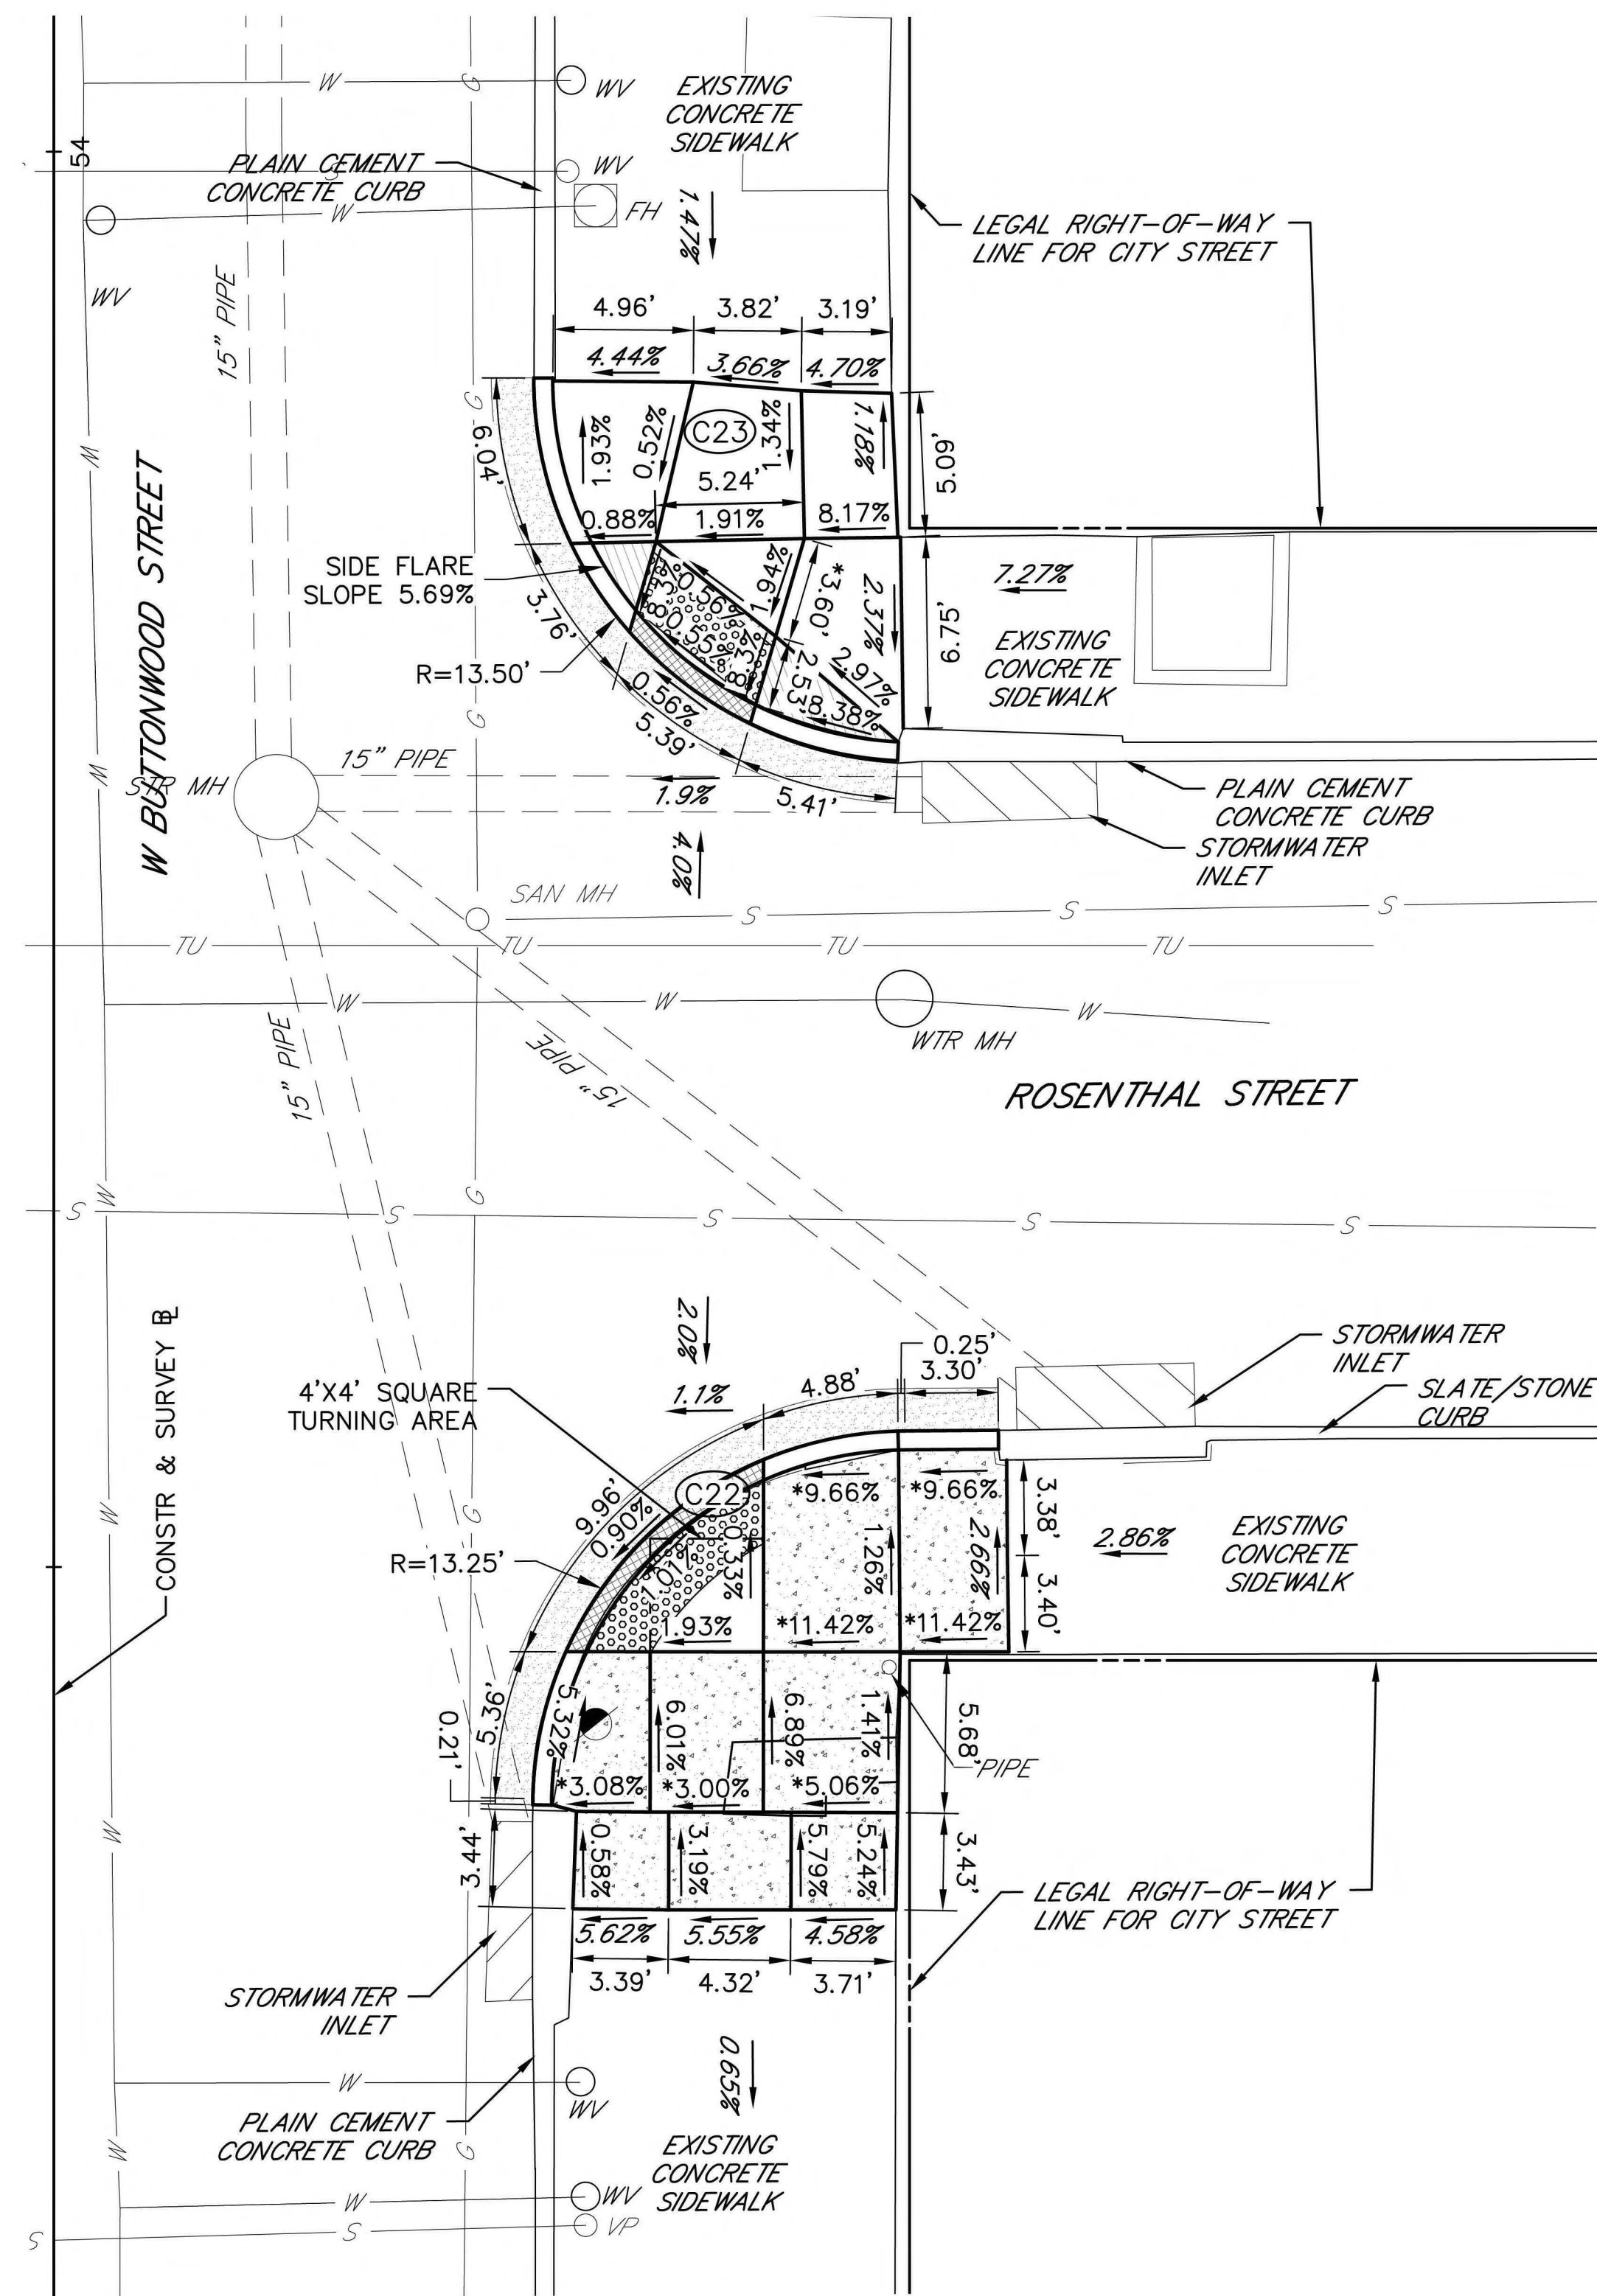 W
G
WV
EXISTING
CONCRETE
SIDEWALK
54
PLAIN CEMENT
CONCRETE CURB
S
WV
W
FH
1.47%
LEGAL RIGHT-OF-WAY
LINE FOR CITY STREET
WV
15" PIPE
4.96'
3.82'
3.19'
4.44%
3.66%
4.70%
G
6.04'
1.93%
0.52%
C23
1.34%
1.18%
5.09'
W
W BUTTONWOOD STREET
5.24'
0.88%
1.91%
8.17%
SIDE FLARE
SLOPE 5.69%
3.76'
R=13.50'
8.3%
0.56%
0.55%
8.3%
1.94%
*3.60'
2.37%
6.75'
7.27%
EXISTING
CONCRETE
SIDEWALK
2.97%
2.53'
8.38%
0.56%
5.39'
G
W
STR MH
15" PIPE
1.9%
5.41'
PLAIN CEMENT
CONCRETE CURB
STORMWATER
INLET
4.0%
SAN MH
S
S
S
TU
TU
TU
TU
W
W
W
WTR MH
15" PIPE
15" PIPE
ROSENTHAL STREET
W
G
S
S
S
S
S
CONSTR & SURVEY BL
2.0%
1.1%
0.25'
3.30'
4.88'
STORMWATER
INLET
SLATE/STONE
CURB
4'X4' SQUARE
TURNING AREA
C22
9.96'
0.90%
*9.66%
*9.66%
3.38'
W
G
R=13.25'
1.01%
0.33%
1.26%
2.66%
2.86%
EXISTING
CONCRETE
SIDEWALK
3.40'
1.93%
*11.42%
*11.42%
5.36'
0.21'
5.32%
6.01%
6.89%
1.41%
5.68'
PIPE
*3.08%
*3.00%
*5.06%
W
3.44'
0.58%
3.19%
5.79%
5.24%
3.43'
LEGAL RIGHT-OF-WAY
LINE FOR CITY STREET
5.62%
5.55%
4.58%
3.39'
4.32'
3.71'
STORMWATER
INLET
0.65%
W
WV
PLAIN CEMENT
CONCRETE CURB
W
G
EXISTING
CONCRETE
SIDEWALK
W
WV
S
S
VP